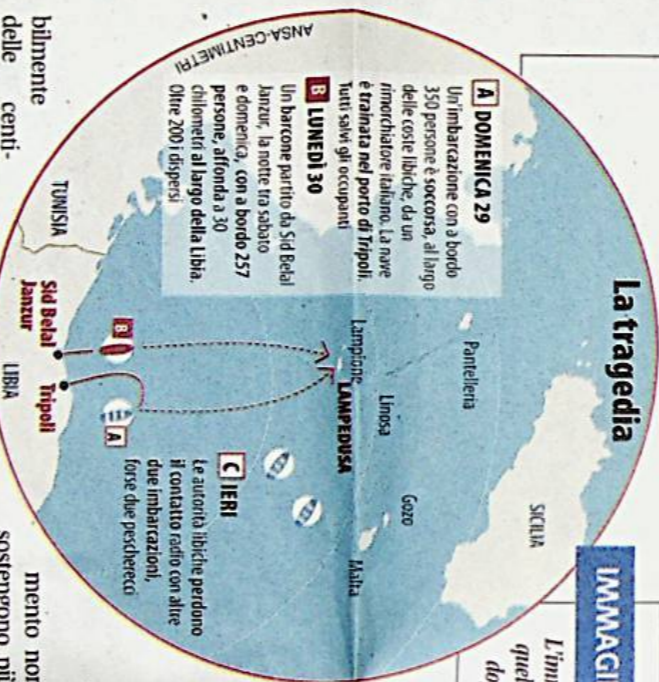 La tragedia
IMMAGI
L'im
quel
do
SICILIA
Pantelleria
Linosa
Lampione
LAMPEDUSA
Gozo
Malta
A DOMENICA 29
Un'imbarcazione con a bordo
350 persone è soccorsa, al largo
delle coste libiche, da un
rimorchiatore italiano. La nave
è trainata nel porto di Tripoli.
Tutti salvi gli occupanti
B LUNEDÌ 30
Un barcone partito da Sid Belal
Janzur, la notte tra sabato
e domenica, con a bordo 257
persone, affonda a 30
chilometri al largo della Libia.
Oltre 200 i dispersi
C IERI
Le autorità libiche perdono
il contatto radio con altre
due imbarcazioni,
forse due pescherecci
B
A
TUNISIA
Sid Belal
Janzur
Tripoli
LIBIA
ANSA-CENTIMETRI
bilmente
delle centi-
mento non
sostengono più